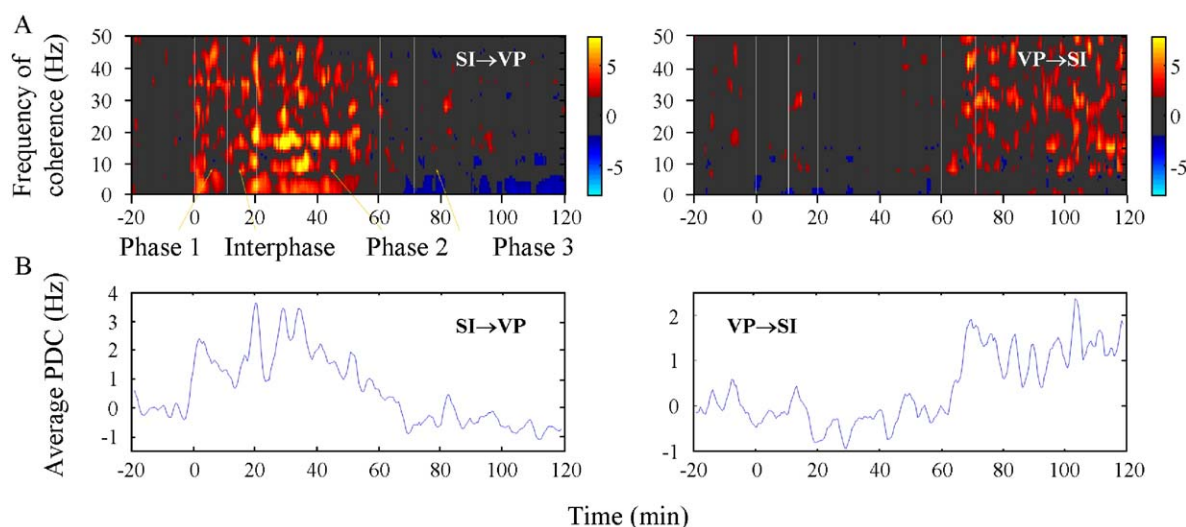 A
Frequency of
coherence (Hz)
50
40
30
20
10
0
SI→VP
5
0
-5
-20 0 20 40 60 80 100 120
Phase 1 Interphase Phase 2 Phase 3
50
40
30
20
10
0
VP→SI
5
0
-5
-20 0 20 40 60 80 100 120
B
Average PDC (Hz)
4
3
2
1
0
-1
SI→VP
-20 0 20 40 60 80 100 120
2
1
0
-1
VP→SI
-20 0 20 40 60 80 100 120
Time (min)